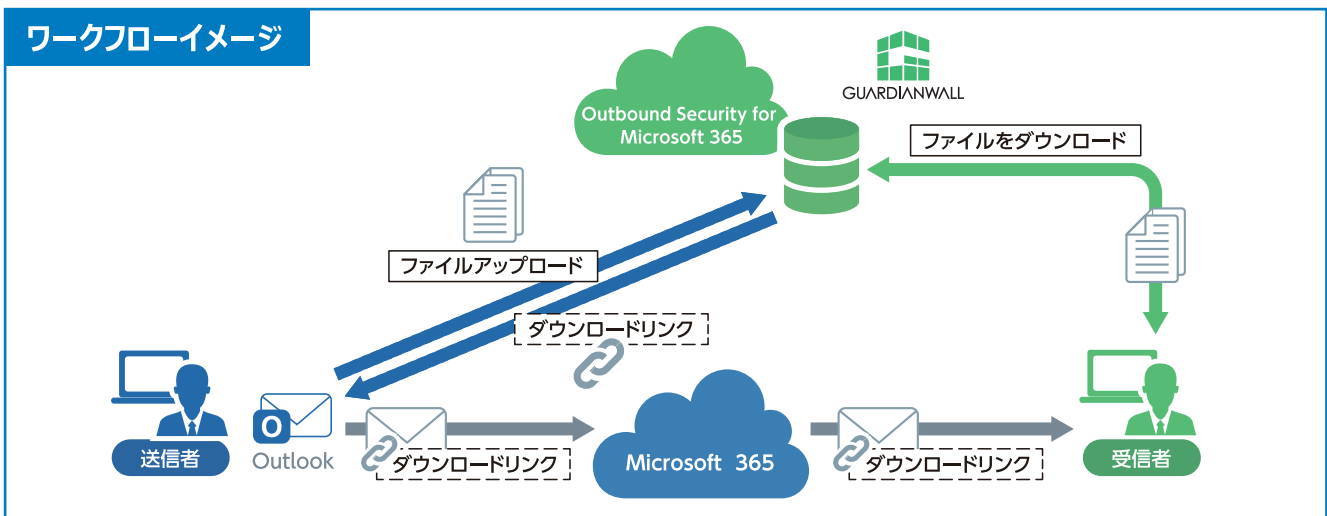 ワークフローイメージ
Outbound Security for
Microsoft 365
GUARDIANWALL
ファイルをダウンロード
ファイルアップロード
ダウンロードリンク
送信者
O
Outlook
ダウンロードリンク
Microsoft 365
ダウンロードリンク
受信者